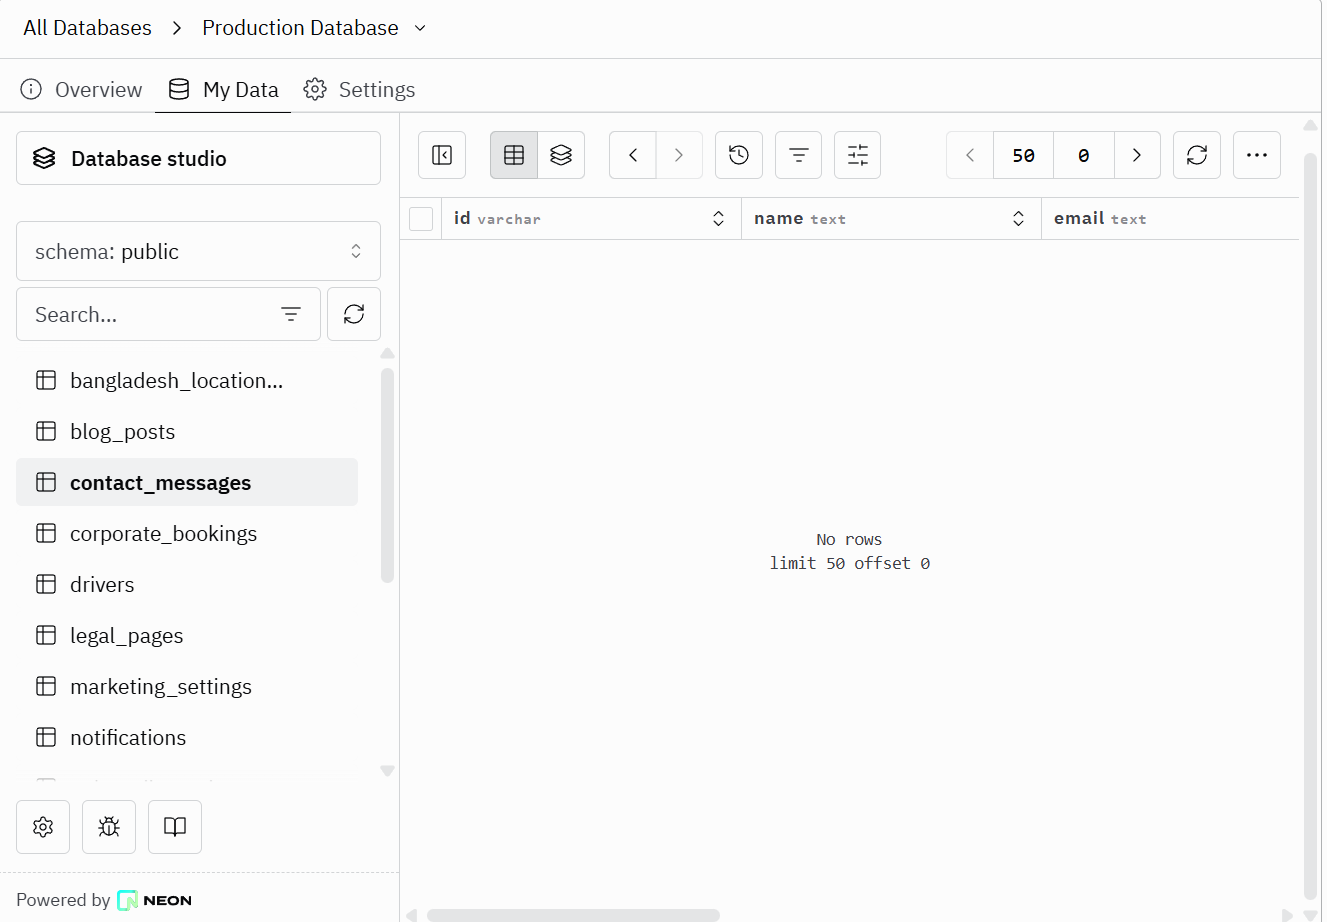 All Databases > Production Database
Overview My Data Settings
Database studio
schema: public
Search...
bangladesh_location...
blog_posts
contact_messages
corporate_bookings
drivers
legal_pages
marketing_settings
notifications
Powered by NEON
50 0
id varchar name text email text
No rows
limit 50 offset 0